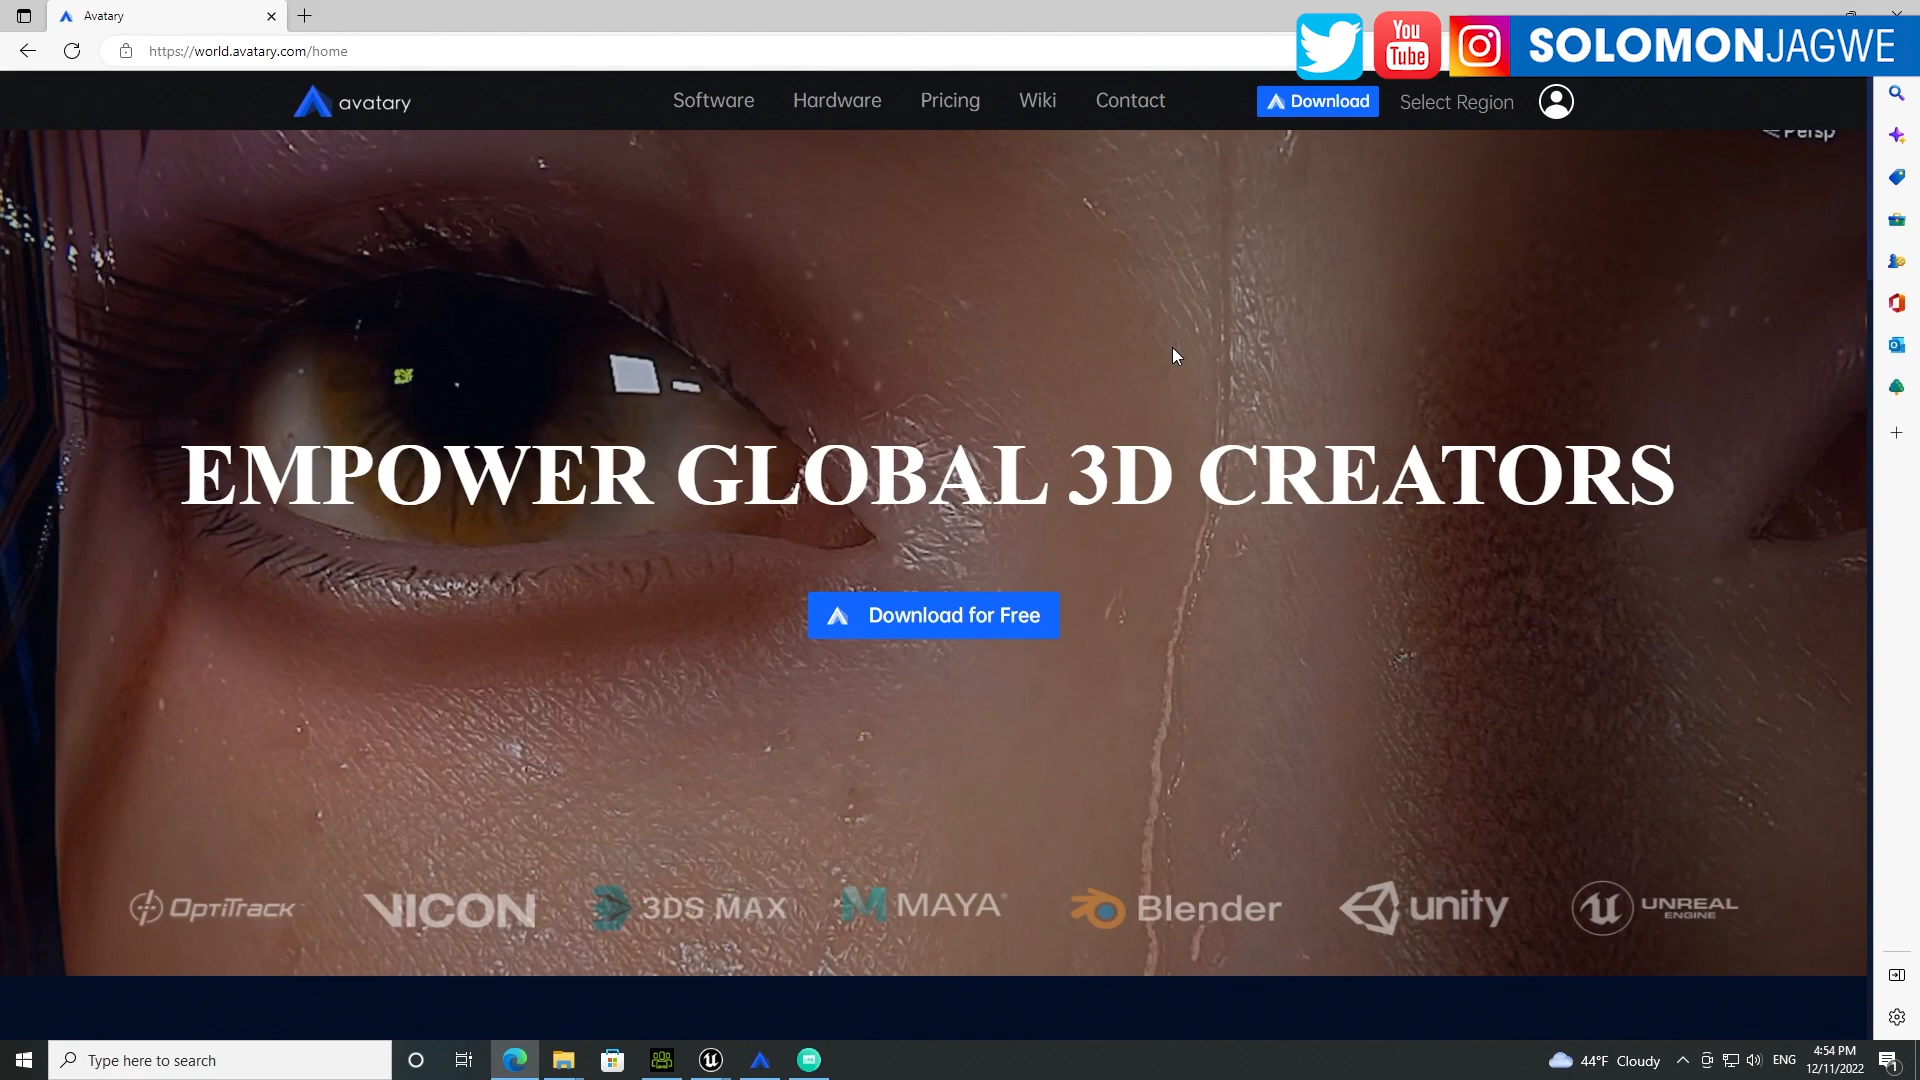 Avatary
https://world.avatary.com/home
You
Tube
SOLOMONJAGWE
avatary
Software
Hardware
Pricing
Wiki
Contact
Download
Select Region
Persp
EMPOWER GLOBAL 3D CREATORS
Download for Free
OPTITRACK
VICON
3DS MAX
MAYA
Blender
unity
UNREAL
ENGINE
Type here to search
44°F Cloudy
ENG
4:54 PM
12/11/2022
1